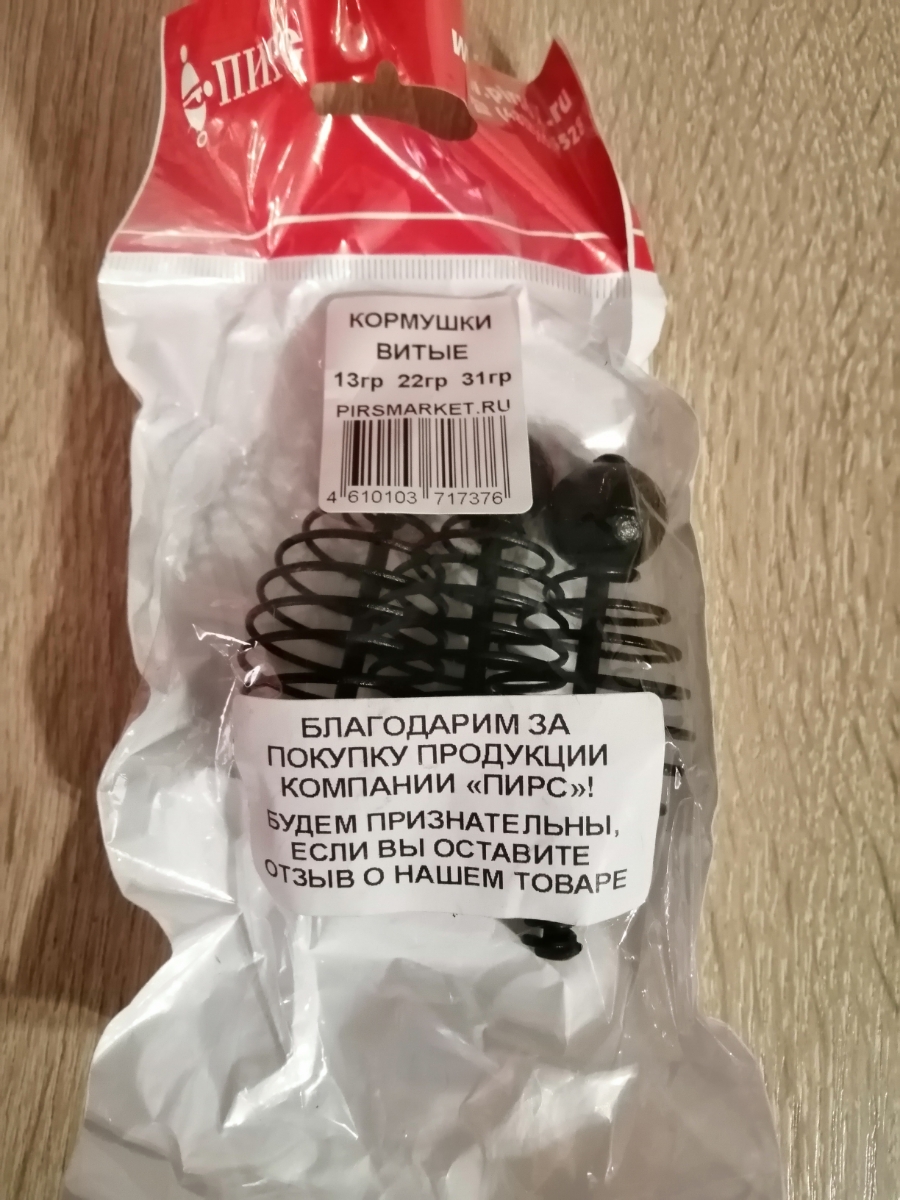 ПИРС
КОРМУШКИ
ВИТЫЕ
13гр 22гр 31гр
PIRSMARKET.RU
4 610103 717376
БЛАГОДАРИМ ЗА
ПОКУПКУ ПРОДУКЦИИ
КОМПАНИИ «ПИРС»!
БУДЕМ ПРИЗНАТЕЛЬНЫ,
ЕСЛИ ВЫ ОСТАВИТЕ
ОТЗЫВ О НАШЕМ ТОВАРЕ